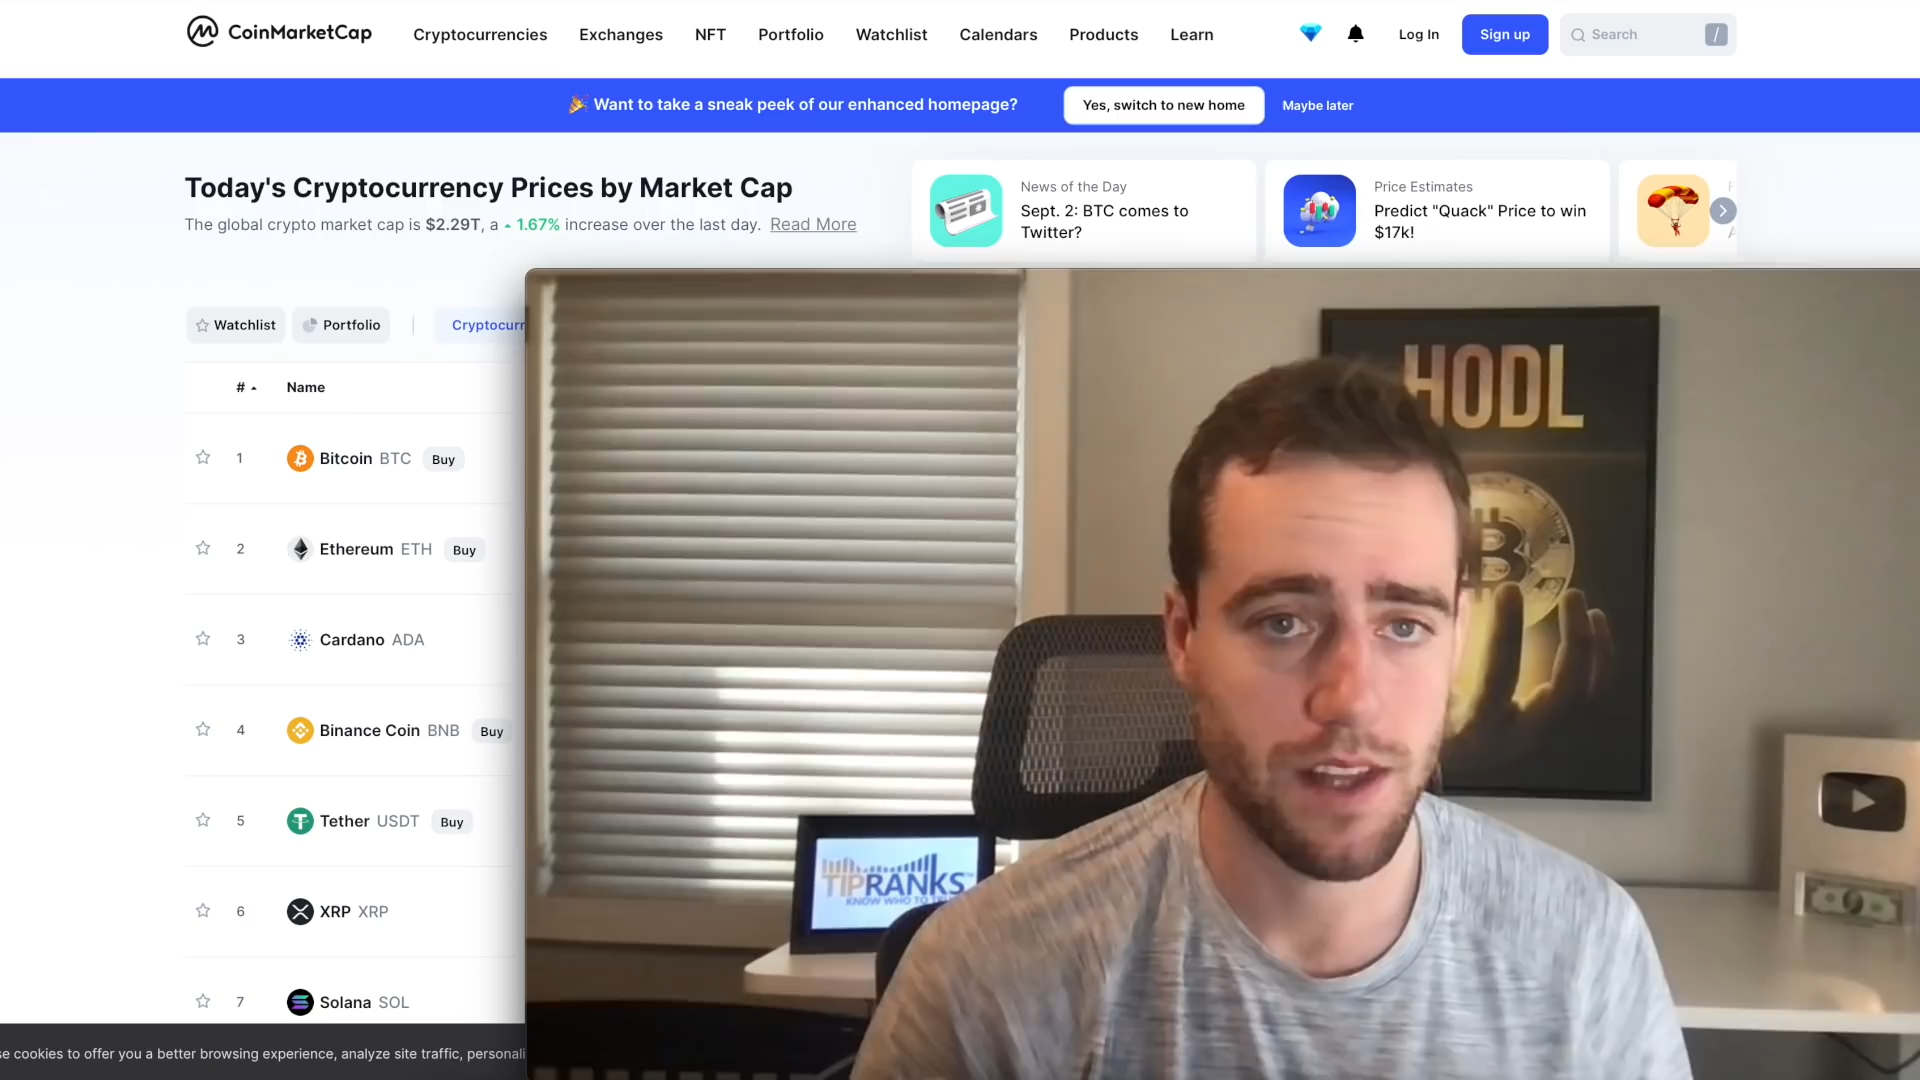 CoinMarketCap
Cryptocurrencies Exchanges NFT Portfolio Watchlist Calendars Products Learn
Log In Sign up Search /
Want to take a sneak peek of our enhanced homepage? Yes, switch to new home Maybe later
Today's Cryptocurrency Prices by Market Cap
The global crypto market cap is $2.29T, a 1.67% increase over the last day. Read More
News of the Day
Sept. 2: BTC comes to
Twitter?
Price Estimates
Predict "Quack" Price to win
$17k!
Watchlist Portfolio
# Name
1 Bitcoin BTC Buy
2 Ethereum ETH Buy
3 Cardano ADA
4 Binance Coin BNB Buy
5 Tether USDT Buy
6 XRP XRP
7 Solana SOL
cookies to offer you a better browsing experience, analyze site traffic,
HODL
TIPRANKS
KNOW WHO TO